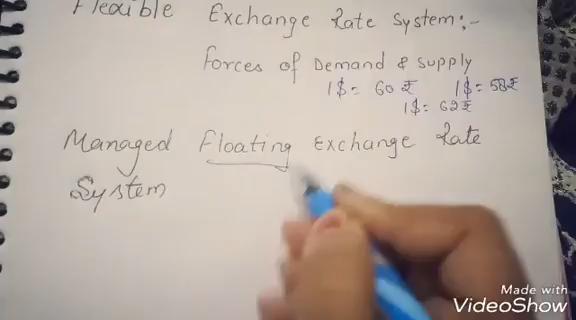 Flexible Exchange Rate System:-
Forces of Demand & Supply
1$= 60₹ 1$= 58₹
1$= 62₹
Managed Floating Exchange Rate
System
Made with
VideoShow